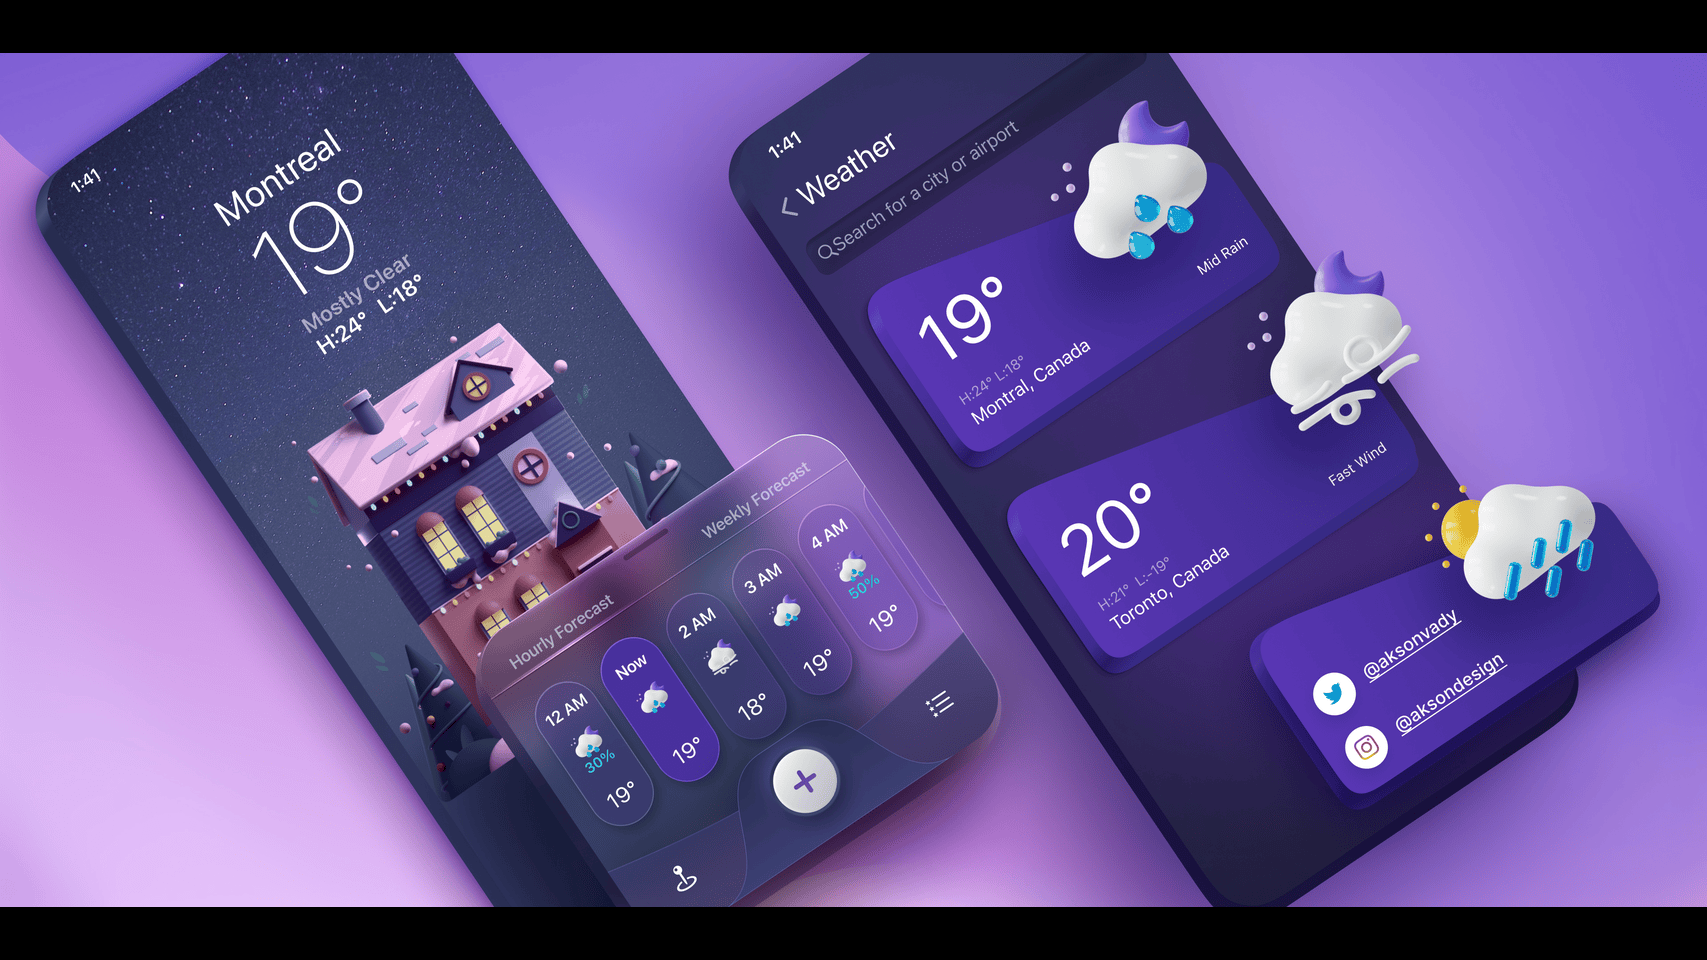 1:41
Montreal
19°
Mostly Clear
H:24° L:18°
Hourly Forecast
Weekly Forecast
12 AM
30%
19°
Now
19°
2 AM
18°
3 AM
19°
4 AM
50%
19°
1:41
Weather
Search for a city or airport
19°
H:24° L:18°
Montral, Canada
Mid Rain
20°
H:21° L:-19°
Toronto, Canada
Fast Wind
@aksonvady
@aksondesign